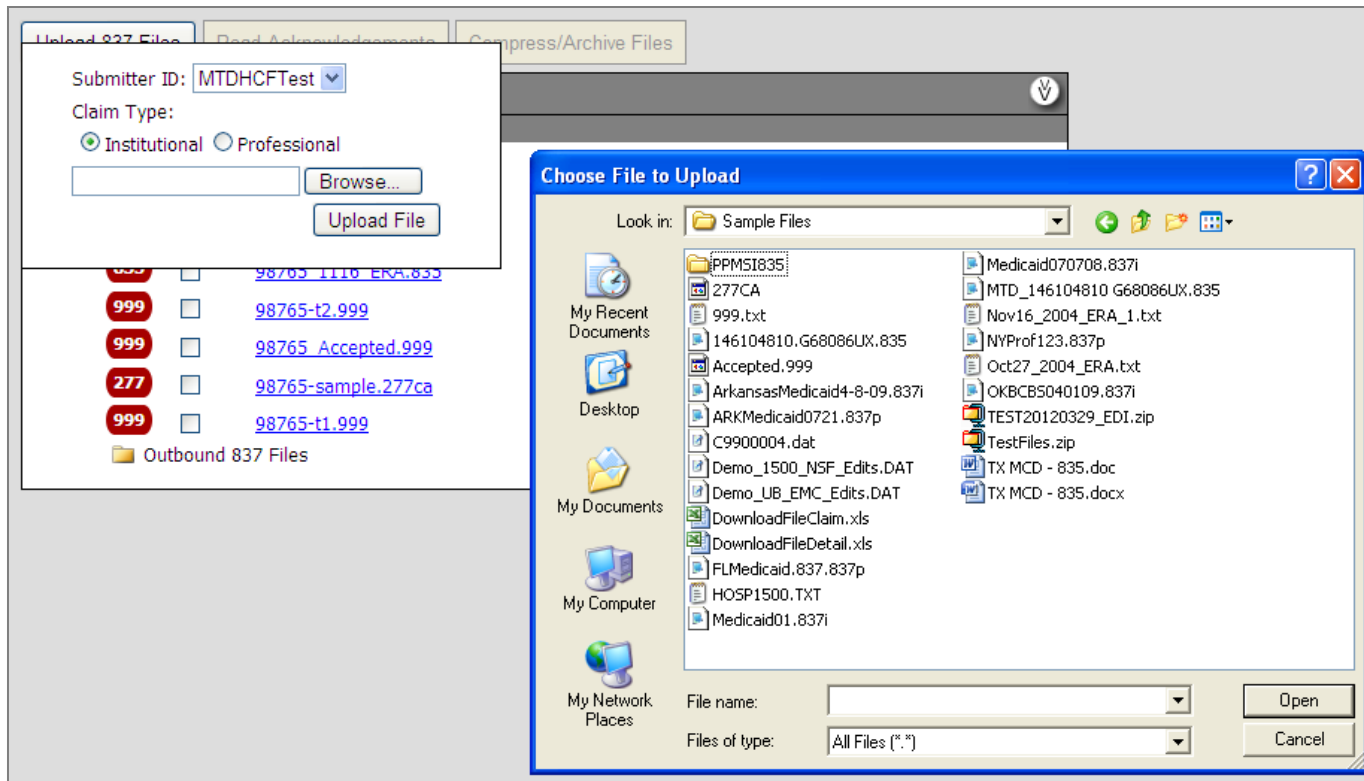 Upload 837 Files Read Acknowledgements Compress/Archive Files
Submitter ID: MTDHCFTest
Claim Type:
Institutional Professional
Browse...
Upload File
835 98765_1116_ERA.835
999 98765-t2.999
999 98765_Accepted.999
277 98765-sample.277ca
999 98765-t1.999
Outbound 837 Files
Choose File to Upload
Look in: Sample Files
My Recent
Documents
Desktop
My Documents
My Computer
My Network
Places
PPMSI835
277CA
999.txt
146104810.G68086UX.835
Accepted.999
ArkansasMedicaid4-8-09.837i
ARKMedicaid0721.837p
C9900004.dat
Demo_1500_NSF_Edits.DAT
Demo_UB_EMC_Edits.DAT
DownloadFileClaim.xls
DownloadFileDetail.xls
FLMedicaid.837.837p
HOSP1500.TXT
Medicaid01.837i
Medicaid070708.837i
MTD_146104810 G68086UX.835
Nov16_2004_ERA_1.txt
NYProf123.837p
Oct27_2004_ERA.txt
OKBCBS040109.837i
TEST20120329_EDI.zip
TestFiles.zip
TX MCD - 835.doc
TX MCD - 835.docx
File name:
Open
Files of type: All Files (*.*)
Cancel